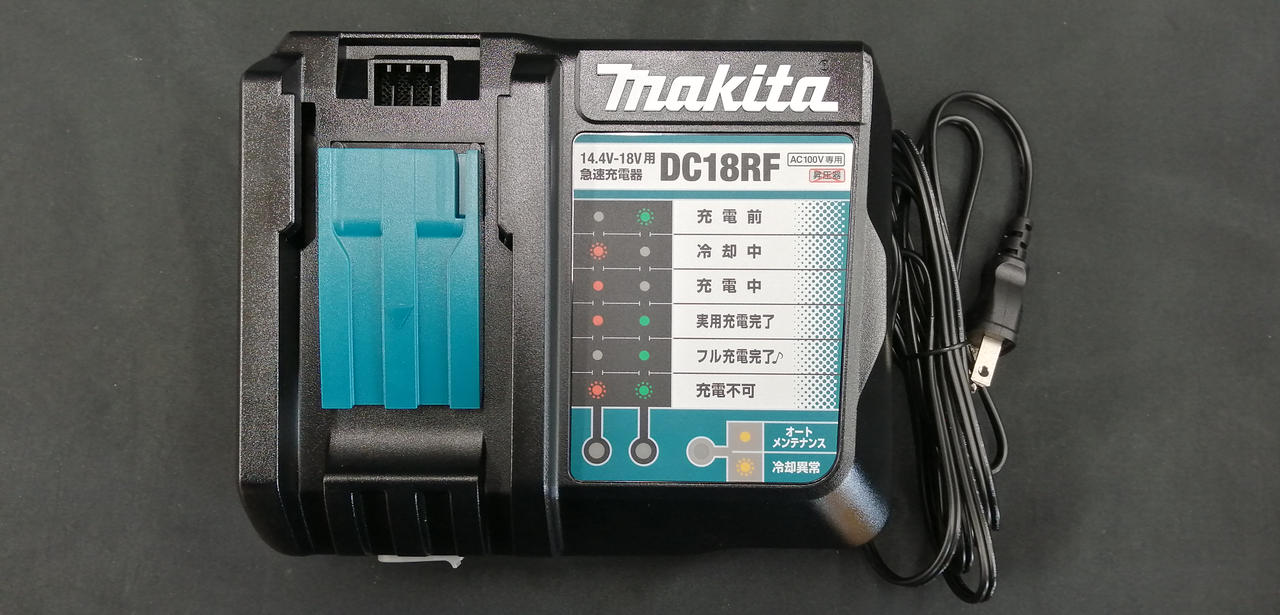 makita
14.4V-18V用
急速充電器
DC18RF
AC100V専用
昇圧器
充電前
冷却中
充電中
実用充電完了
フル充電完了♪
充電不可
オート
メンテナンス
冷却異常